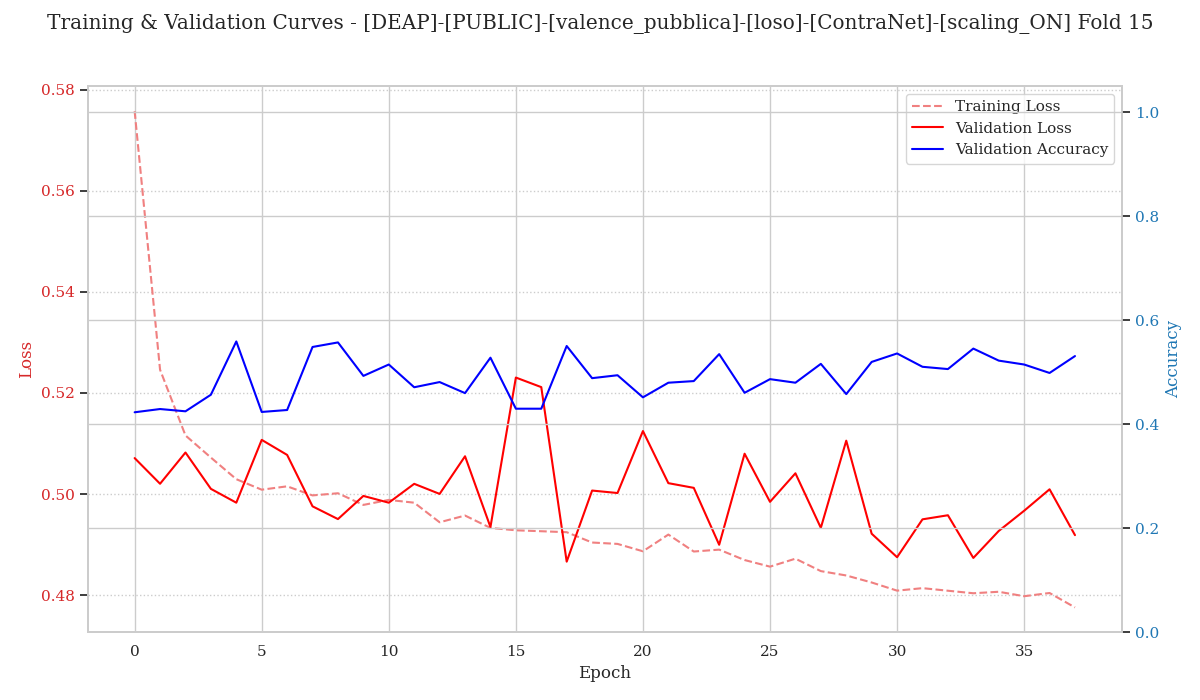 Training & Validation Curves - [DEAP]-[PUBLIC]-[valence_pubblica]-[loso]-[ContraNet]-[scaling_ON] Fold 15
Training Loss
Validation Loss
Validation Accuracy
Loss
0.58
0.56
0.54
0.52
0.50
0.48
1.0
0.8
0.6
0.4
0.2
0.0
Accuracy
0 5 10 15 20 25 30 35
Epoch